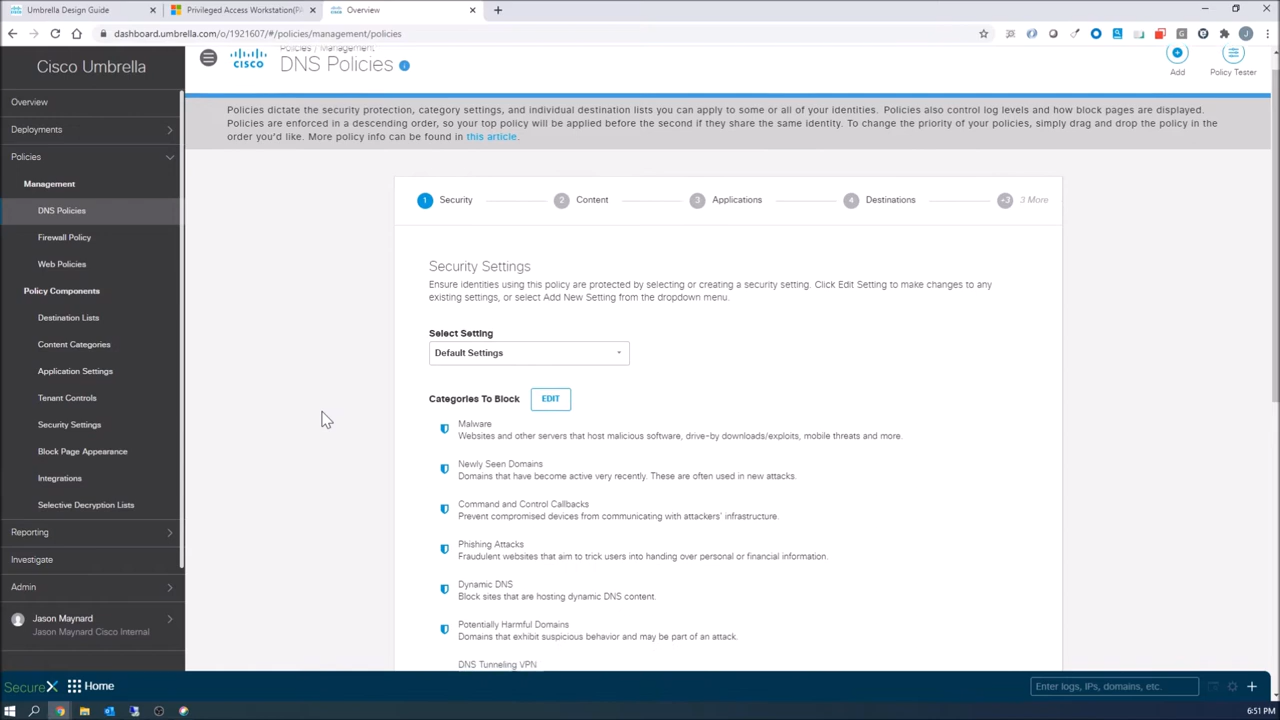 Umbrella Design Guide
Privileged Access Workstation(PA
Overview
dashboard.umbrella.com/o/1921607/#/policies/management/policies
J
Cisco Umbrella
Overview
Deployments
Policies
Management
DNS Policies
Firewall Policy
Web Policies
Policy Components
Destination Lists
Content Categories
Application Settings
Tenant Controls
Security Settings
Block Page Appearance
Integrations
Selective Decryption Lists
Reporting
Investigate
Admin
Jason Maynard
Jason Maynard Cisco Internal
CISCO
Policies / Management
DNS Policies
Add
Policy Tester
Policies dictate the security protection, category settings, and individual destination lists you can apply to some or all of your identities. Policies also control log levels and how block pages are displayed.
Policies are enforced in a descending order, so your top policy will be applied before the second if they share the same identity. To change the priority of your policies, simply drag and drop the policy in the
order you'd like. More policy info can be found in this article.
1 Security
2 Content
3 Applications
4 Destinations
+3 3 More
Security Settings
Ensure identities using this policy are protected by selecting or creating a security setting. Click Edit Setting to make changes to any
existing settings, or select Add New Setting from the dropdown menu.
Select Setting
Default Settings
Categories To Block EDIT
Malware
Websites and other servers that host malicious software, drive-by downloads/exploits, mobile threats and more.
Newly Seen Domains
Domains that have become active very recently. These are often used in new attacks.
Command and Control Callbacks
Prevent compromised devices from communicating with attackers' infrastructure.
Phishing Attacks
Fraudulent websites that aim to trick users into handing over personal or financial information.
Dynamic DNS
Block sites that are hosting dynamic DNS content.
Potentially Harmful Domains
Domains that exhibit suspicious behavior and may be part of an attack.
DNS Tunneling VPN
SecureX Home
Enter logs, IPs, domains, etc.
6:51 PM